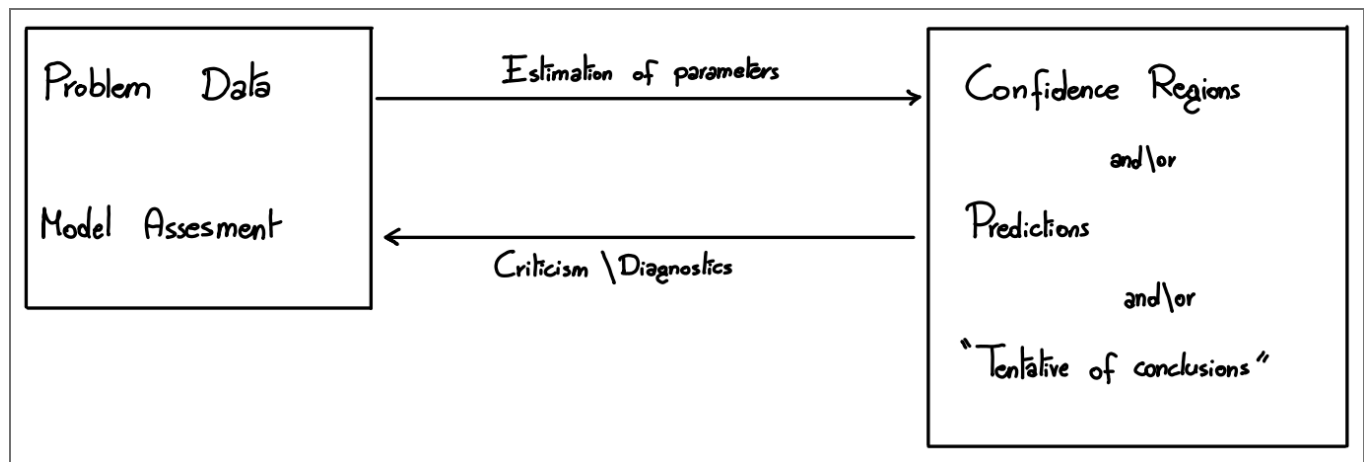 Problem Data
Model Assesment
Estimation of parameters
Criticism \ Diagnostics
Confidence Regions
and\or
Predictions
and\or
"Tentative of conclusions"